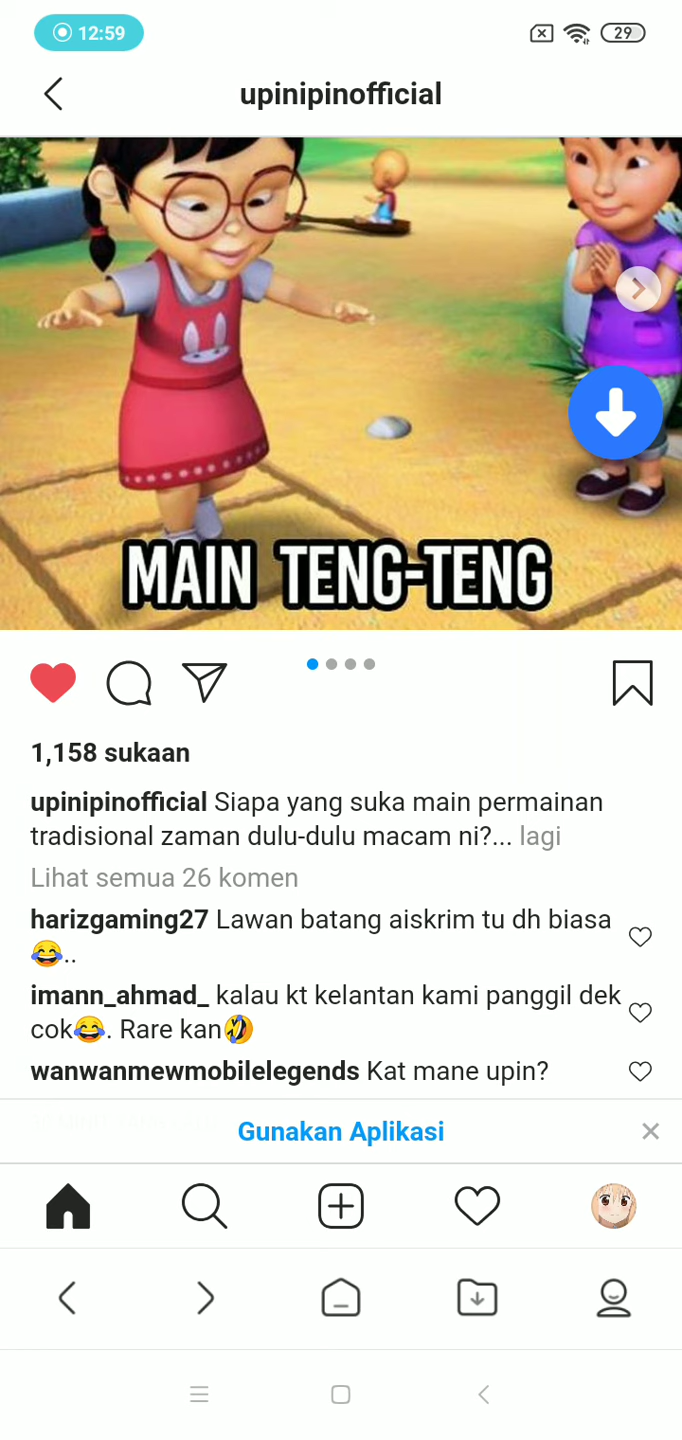 12:59
29
upinipinofficial
MAIN TENG-TENG
1,158 sukaan
upinipinofficial Siapa yang suka main permainan
tradisional zaman dulu-dulu macam ni?... lagi
Lihat semua 26 komen
harizgaming27 Lawan batang aiskrim tu dh biasa
😂..
imann_ahmad_ kalau kt kelantan kami panggil dek
cok😂. Rare kan🤣
wanwanmewmobilelegends Kat mane upin?
Gunakan Aplikasi